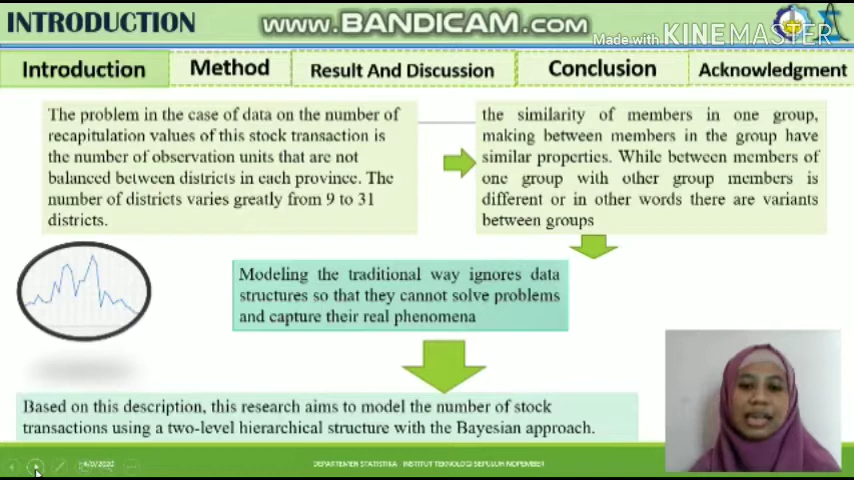 INTRODUCTION
www.BANDICAM.com
Made with KINEMASTER
Introduction
Method
Result And Discussion
Conclusion
Acknowledgment
The problem in the case of data on the number of
recapitulation values of this stock transaction is
the number of observation units that are not
balanced between districts in each province. The
number of districts varies greatly from 9 to 31
districts.
the similarity of members in one group,
making between members in the group have
similar properties. While between members of
one group with other group members is
different or in other words there are variants
between groups
Modeling the traditional way ignores data
structures so that they cannot solve problems
and capture their real phenomena
Based on this description, this research aims to model the number of stock
transactions using a two-level hierarchical structure with the Bayesian approach.
DEPARTEMEN STATISTIKA - INSTITUT TEKNOLOGI SEPULUH NOPEMBER